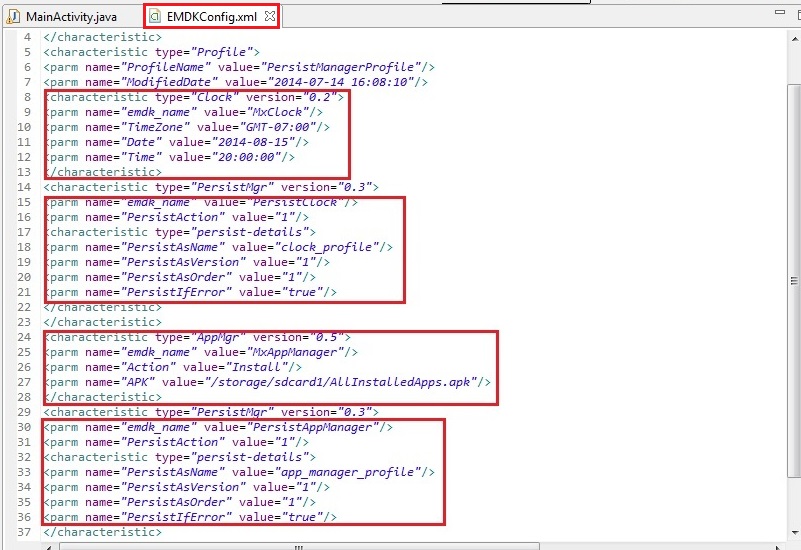 MainActivity.java
EMDKConfig.xml
4 </characteristic>
5 <characteristic type="Profile">
6 <parm name="ProfileName" value="PersistManagerProfile"/>
7 <parm name="ModifiedDate" value="2014-07-14 16:08:10"/>
8 <characteristic type="Clock" version="0.2">
9 <parm name="emdk_name" value="MxClock"/>
10 <parm name="TimeZone" value="GMT-07:00"/>
11 <parm name="Date" value="2014-08-15"/>
12 <parm name="Time" value="20:00:00"/>
13 </characteristic>
14 <characteristic type="PersistMgr" version="0.3">
15 <parm name="emdk_name" value="PersistClock"/>
16 <parm name="PersistAction" value="1"/>
17 <characteristic type="persist-details">
18 <parm name="PersistAsName" value="clock_profile"/>
19 <parm name="PersistAsVersion" value="1"/>
20 <parm name="PersistAsOrder" value="1"/>
21 <parm name="PersistIfError" value="true"/>
22 </characteristic>
23 </characteristic>
24 <characteristic type="AppMgr" version="0.5">
25 <parm name="emdk_name" value="MxAppManager"/>
26 <parm name="Action" value="Install"/>
27 <parm name="APK" value="/storage/sdcard1/AllInstalledApps.apk"/>
28 </characteristic>
29 <characteristic type="PersistMgr" version="0.3">
30 <parm name="emdk_name" value="PersistAppManager"/>
31 <parm name="PersistAction" value="1"/>
32 <characteristic type="persist-details">
33 <parm name="PersistAsName" value="app_manager_profile"/>
34 <parm name="PersistAsVersion" value="1"/>
35 <parm name="PersistAsOrder" value="1"/>
36 <parm name="PersistIfError" value="true"/>
37 </characteristic>